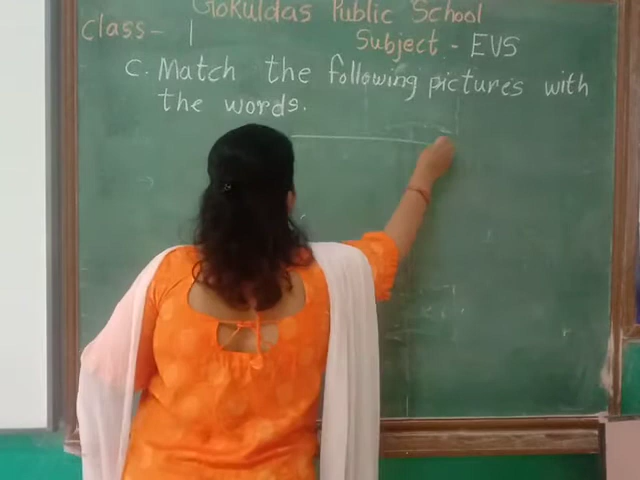 Gokuldas Public School
Class- 1
Subject - EVS
C. Match the following pictures with
the words.